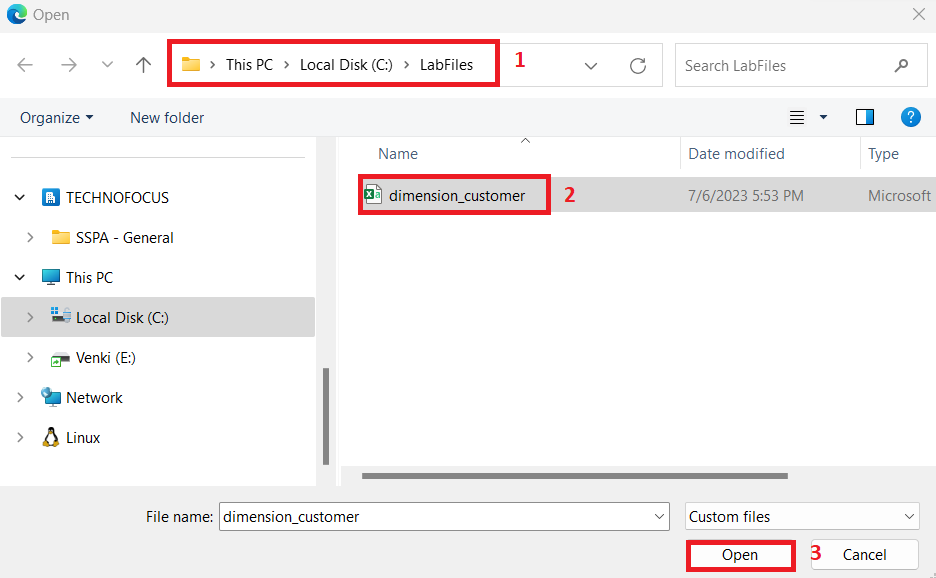 Open
This PC > Local Disk (C:) > LabFiles
1
Search LabFiles
Organize
New folder
?
Name
Date modified
Type
TECHNOFOCUS
dimension_customer
2
7/6/2023 5:53 PM
Microsoft
SSPA - General
This PC
Local Disk (C:)
Venki (E:)
Network
Linux
File name:
dimension_customer
Custom files
Open
3
Cancel